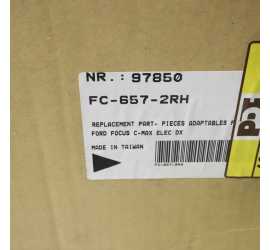 NR.: 97850
FC-657-2RH
REPLACEMENT PART- PIECES ADAPTABLES
FORD FOCUS C-MAX ELEC DX
MADE IN TAIWAN